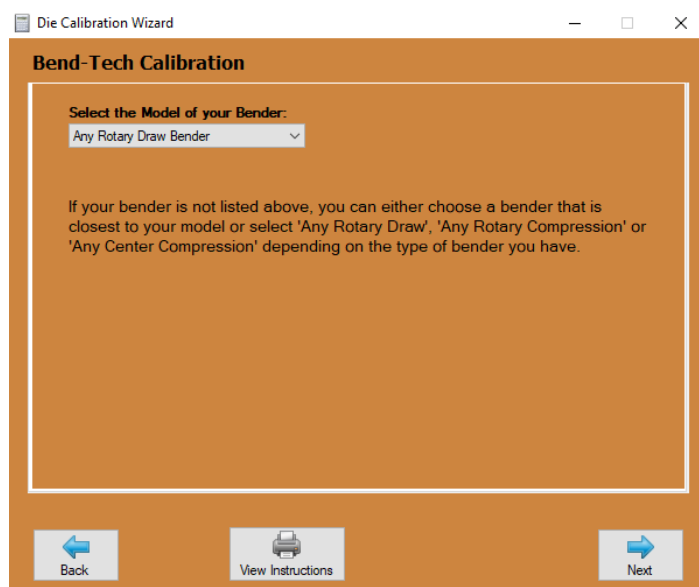 Die Calibration Wizard
Bend-Tech Calibration
Select the Model of your Bender:
Any Rotary Draw Bender
If your bender is not listed above, you can either choose a bender that is
closest to your model or select 'Any Rotary Draw', 'Any Rotary Compression' or
'Any Center Compression' depending on the type of bender you have.
Back
View Instructions
Next